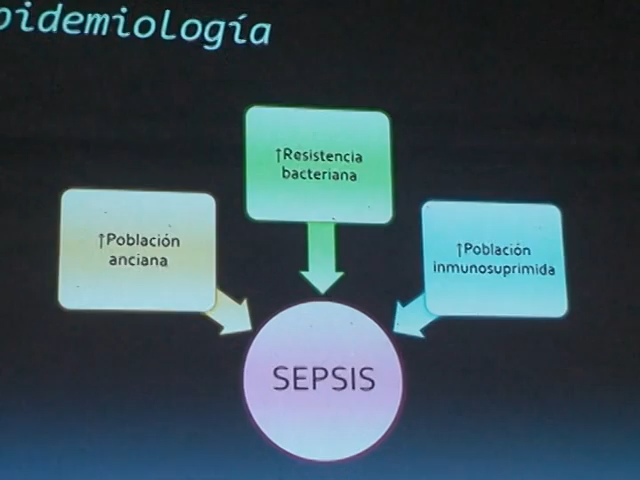 pidemiología
↑Resistencia
bacteriana
↑Población
anciana
↑Población
inmunosuprimida
SEPSIS